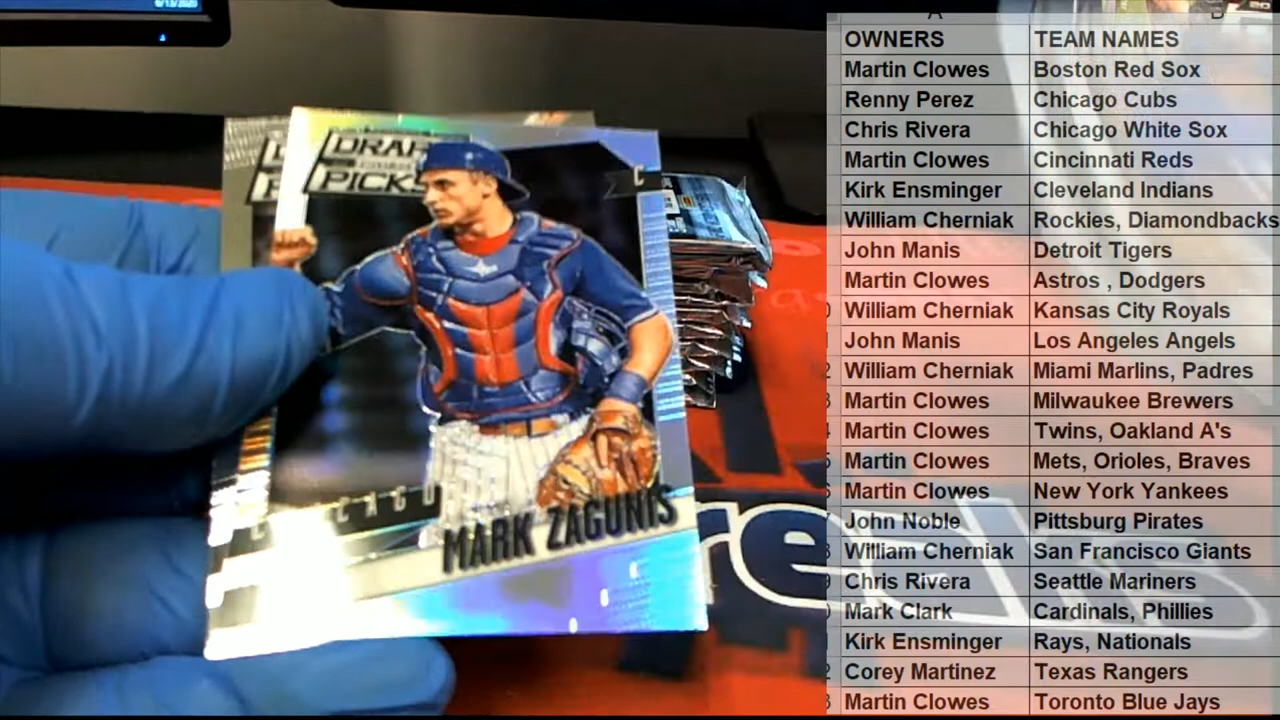 6/13/2020
DRAFT
PICKS
C
CHICAGO
MARK ZAGUNIS
OWNERS TEAM NAMES
Martin Clowes Boston Red Sox
Renny Perez Chicago Cubs
Chris Rivera Chicago White Sox
Martin Clowes Cincinnati Reds
Kirk Ensminger Cleveland Indians
William Cherniak Rockies, Diamondbacks
John Manis Detroit Tigers
Martin Clowes Astros , Dodgers
William Cherniak Kansas City Royals
John Manis Los Angeles Angels
William Cherniak Miami Marlins, Padres
Martin Clowes Milwaukee Brewers
Martin Clowes Twins, Oakland A's
Martin Clowes Mets, Orioles, Braves
Martin Clowes New York Yankees
John Noble Pittsburg Pirates
William Cherniak San Francisco Giants
Chris Rivera Seattle Mariners
Mark Clark Cardinals, Phillies
Kirk Ensminger Rays, Nationals
Corey Martinez Texas Rangers
Martin Clowes Toronto Blue Jays